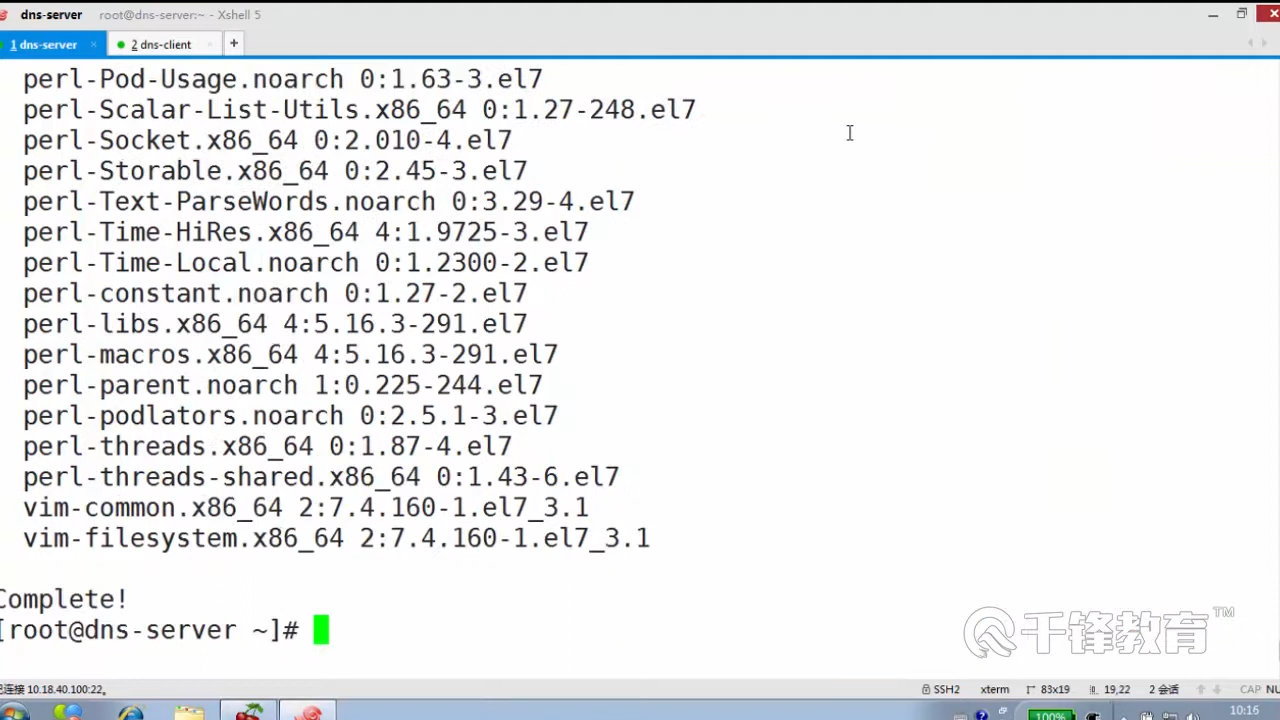 dns-server root@dns-server:~ - Xshell 5
1 dns-server × 2 dns-client × +
perl-Pod-Usage.noarch 0:1.63-3.el7
perl-Scalar-List-Utils.x86_64 0:1.27-248.el7
perl-Socket.x86_64 0:2.010-4.el7
perl-Storable.x86_64 0:2.45-3.el7
perl-Text-ParseWords.noarch 0:3.29-4.el7
perl-Time-HiRes.x86_64 4:1.9725-3.el7
perl-Time-Local.noarch 0:1.2300-2.el7
perl-constant.noarch 0:1.27-2.el7
perl-libs.x86_64 4:5.16.3-291.el7
perl-macros.x86_64 4:5.16.3-291.el7
perl-parent.noarch 1:0.225-244.el7
perl-podlators.noarch 0:2.5.1-3.el7
perl-threads.x86_64 0:1.87-4.el7
perl-threads-shared.x86_64 0:1.43-6.el7
vim-common.x86_64 2:7.4.160-1.el7_3.1
vim-filesystem.x86_64 2:7.4.160-1.el7_3.1
Complete!
[root@dns-server ~]#
千锋教育™
已连接 10.18.40.100:22。 SSH2 xterm 83x19 19,22 2 会话 CAP NU
100% 10:16